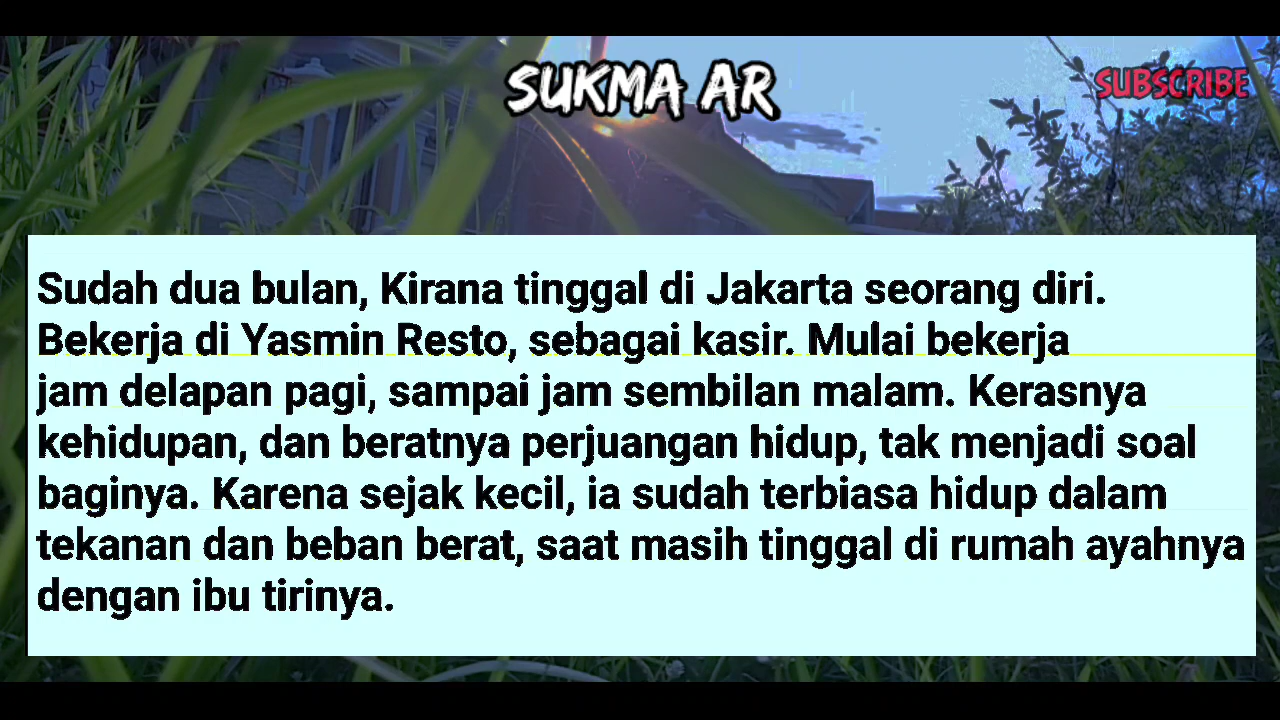 SUKMA AR
SUBSCRIBE
Sudah dua bulan, Kirana tinggal di Jakarta seorang diri.
Bekerja di Yasmin Resto, sebagai kasir. Mulai bekerja
jam delapan pagi, sampai jam sembilan malam. Kerasnya
kehidupan, dan beratnya perjuangan hidup, tak menjadi soal
baginya. Karena sejak kecil, ia sudah terbiasa hidup dalam
tekanan dan beban berat, saat masih tinggal di rumah ayahnya
dengan ibu tirinya.